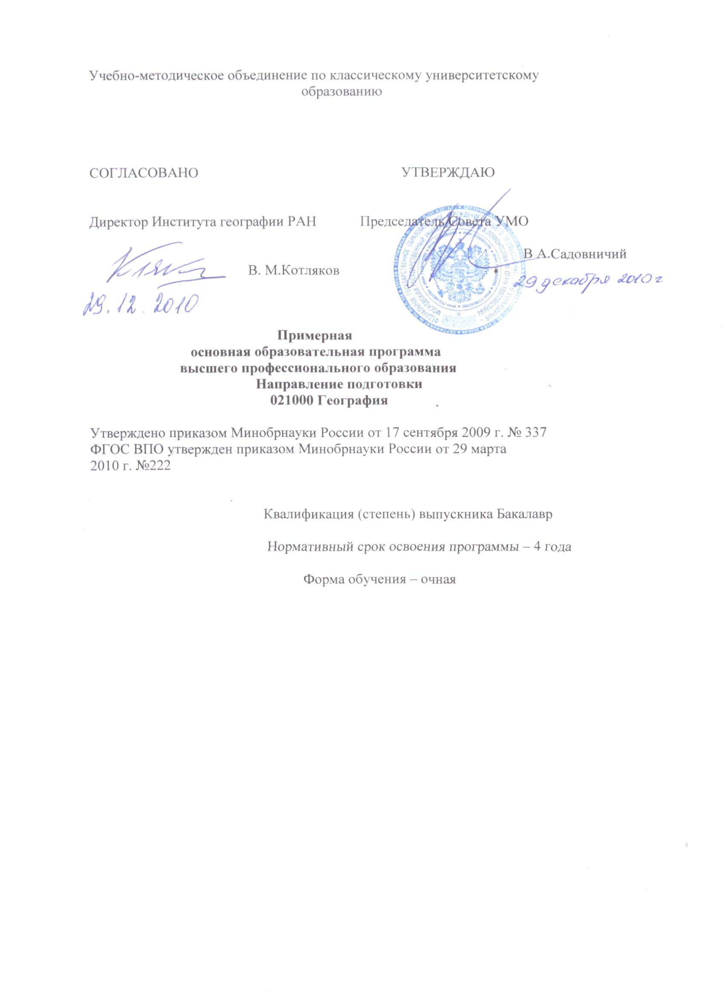 Учебно-методическое объединение по классическому университетскому
образованию
СОГЛАСОВАНО
УТВЕРЖДАЮ
Директор Института географии РАН
Председатель Совета УМО
В. М.Котляков
В А.Садовничий
29.12.2010
29 декабря 2010 г
Примерная
основная образовательная программа
высшего профессионального образования
Направление подготовки
021000 География
Утверждено приказом Минобрнауки России от 17 сентября 2009 г. № 337
ФГОС ВПО утвержден приказом Минобрнауки России от 29 марта
2010 г. №222
Квалификация (степень) выпускника Бакалавр
Нормативный срок освоения программы – 4 года
Форма обучения – очная